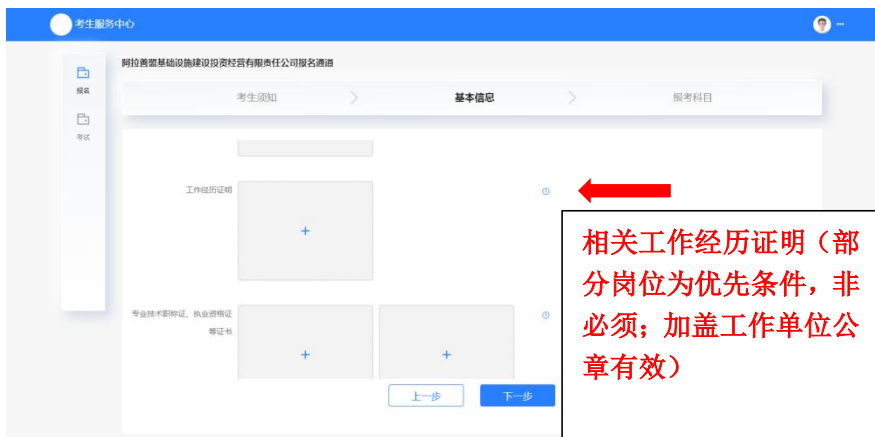 考生服务中心
阿拉善盟基础设施建设投资经营有限责任公司报名通道
报名
考生须知
基本信息
报考科目
考试
工作经历证明
相关工作经历证明（部
分岗位为优先条件，非
必须；加盖工作单位公
章有效）
专业技术职称证、执业资格证
等证书
上一步
下一步